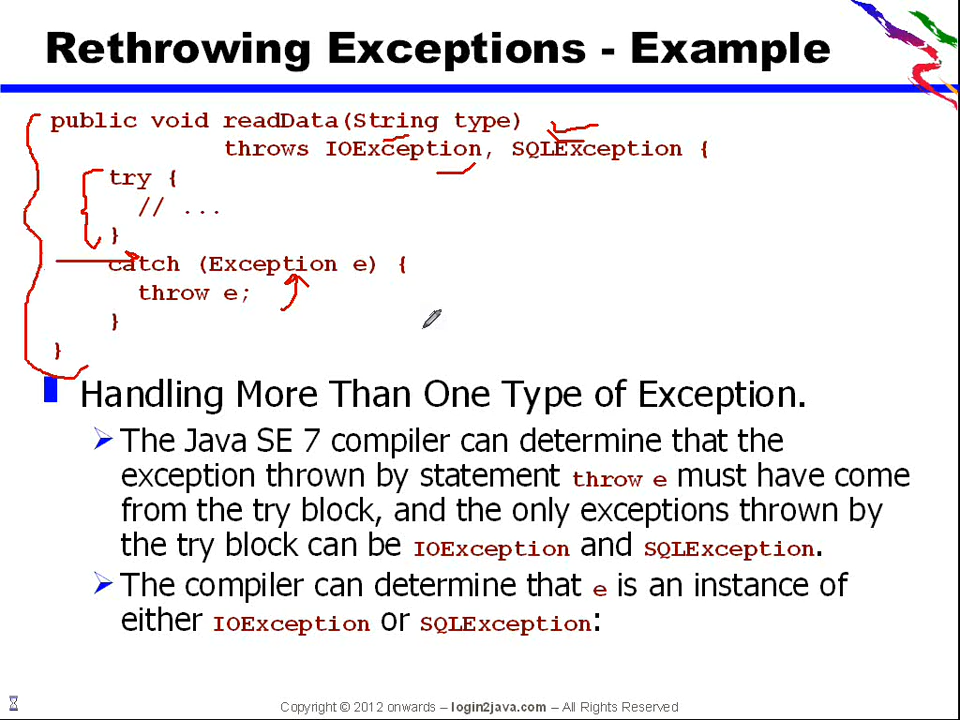 Rethrowing Exceptions - Example
public void readData(String type)
throws IOException, SQLException {
try {
// ...
}
catch (Exception e) {
throw e;
}
}
Handling More Than One Type of Exception.
The Java SE 7 compiler can determine that the
exception thrown by statement throw e must have come
from the try block, and the only exceptions thrown by
the try block can be IOException and SQLException.
The compiler can determine that e is an instance of
either IOException or SQLException:
Copyright © 2012 onwards – login2java.com – All Rights Reserved